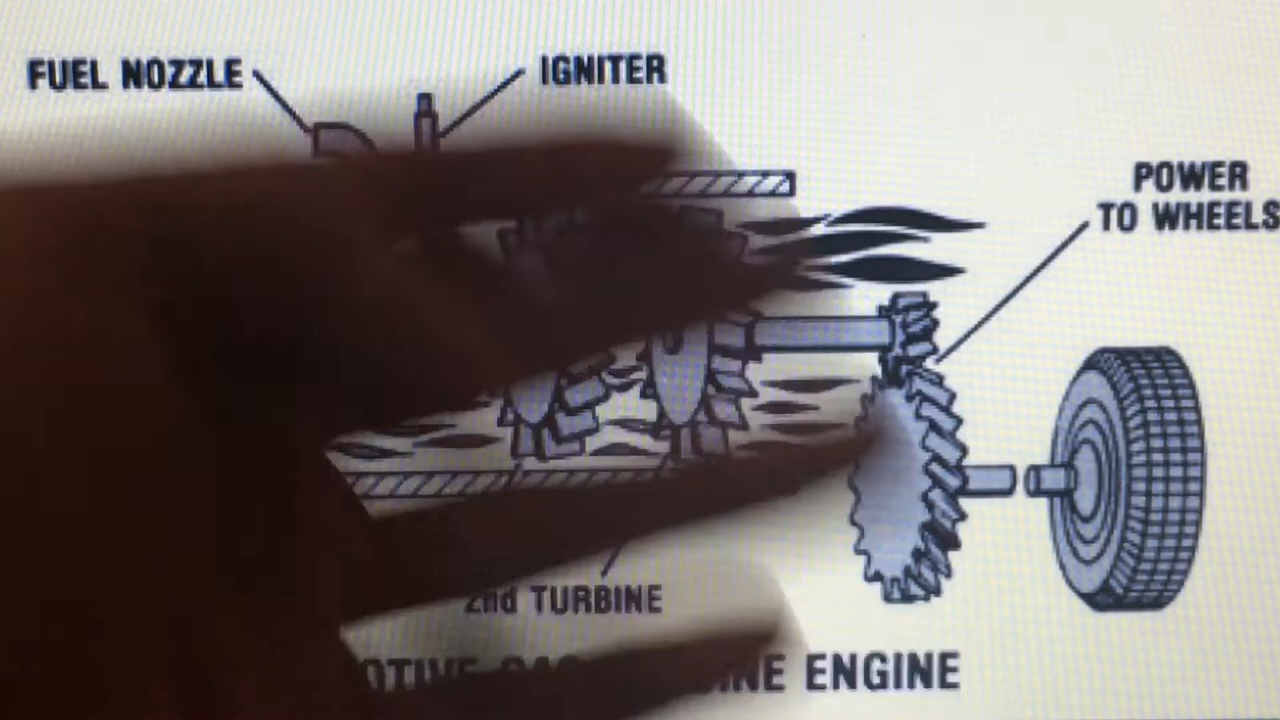 FUEL NOZZLE
IGNITER
POWER
TO WHEELS
2nd TURBINE
ENGINE